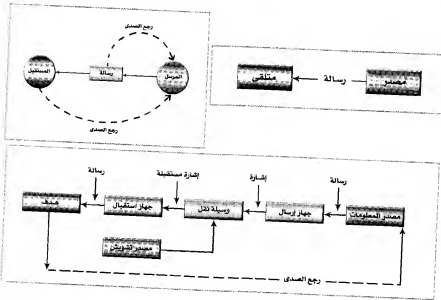 رجع الصدى
المرسل
رسالة
المستقبل
رجع الصدى
مصدر
رسالة
متلقي
رسالة
إشارة
إشارة مستقبلة
رسالة
مصدر المعلومات
جهاز إرسال
وسيلة نقل
جهاز استقبال
هدف
مصدر تشويش
رجع الصدى